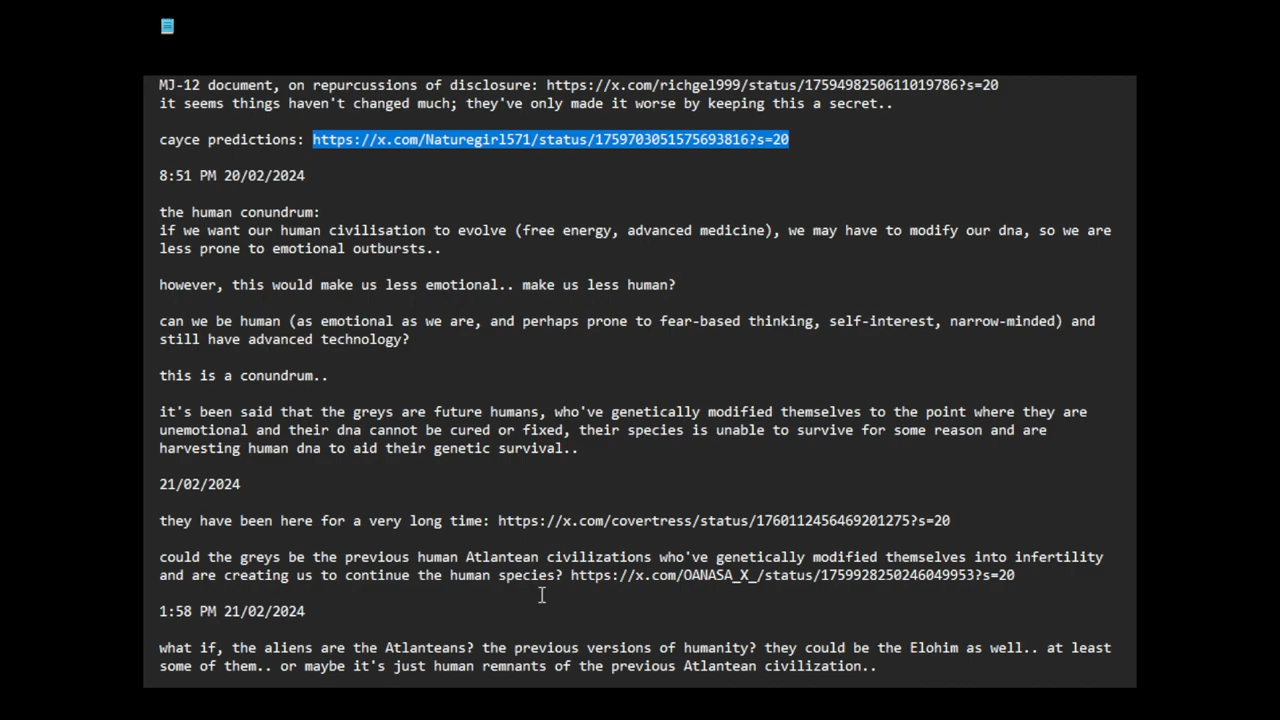 MJ-12 document, on repurcussions of disclosure: https://x.com/richgel999/status/1759498250611019786?s=20
it seems things haven't changed much; they've only made it worse by keeping this a secret..
cayce predictions: https://x.com/Naturegirl571/status/1759703051575693816?s=20
8:51 PM 20/02/2024
the human conundrum:
if we want our human civilisation to evolve (free energy, advanced medicine), we may have to modify our dna, so we are
less prone to emotional outbursts..
however, this would make us less emotional.. make us less human?
can we be human (as emotional as we are, and perhaps prone to fear-based thinking, self-interest, narrow-minded) and
still have advanced technology?
this is a conundrum..
it's been said that the greys are future humans, who've genetically modified themselves to the point where they are
unemotional and their dna cannot be cured or fixed, their species is unable to survive for some reason and are
harvesting human dna to aid their genetic survival..
21/02/2024
they have been here for a very long time: https://x.com/covertress/status/1760112456469201275?s=20
could the greys be the previous human Atlantean civilizations who've genetically modified themselves into infertility
and are creating us to continue the human species? https://x.com/OANASA_X_/status/1759928250246049953?s=20
1:58 PM 21/02/2024
what if, the aliens are the Atlanteans? the previous versions of humanity? they could be the Elohim as well.. at least
some of them.. or maybe it's just human remnants of the previous Atlantean civilization..